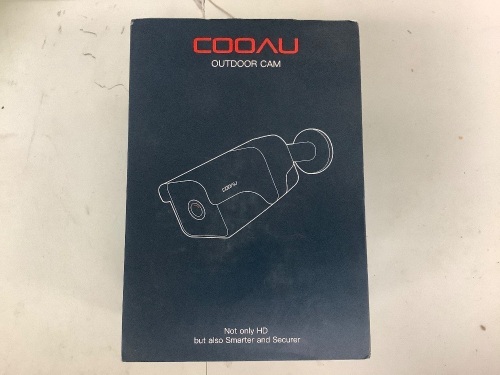 COOAU
OUTDOOR CAM
COOAU
Not only HD
but also Smarter and Securer